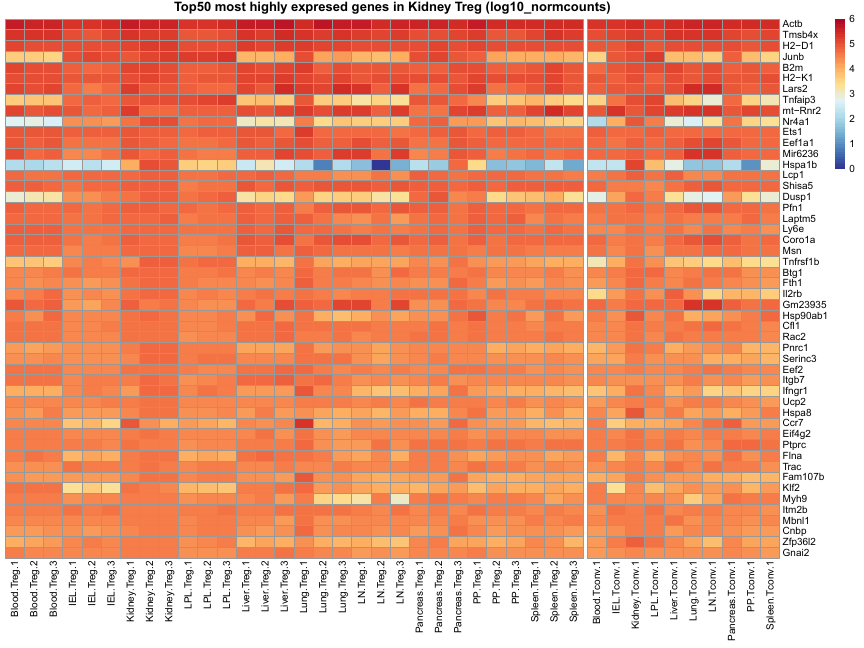 Top50 most highly expresed genes in Kidney Treg (log10_normcounts)
Actb
Tmsb4x
H2−D1
Junb
B2m
H2−K1
Lars2
Tnfaip3
mt−Rnr2
Nr4a1
Ets1
Eef1a1
Mir6236
Hspa1b
Lcp1
Shisa5
Dusp1
Pfn1
Laptm5
Ly6e
Coro1a
Msn
Tnfrsf1b
Btg1
Fth1
Il2rb
Gm23935
Hsp90ab1
Cfl1
Rac2
Pnrc1
Serinc3
Eef2
Itgb7
Ifngr1
Ucp2
Hspa8
Ccr7
Eif4g2
Ptprc
Flna
Trac
Fam107b
Klf2
Myh9
Itm2b
Mbnl1
Cnbp
Zfp36l2
Gnai2
6
5
4
3
2
1
0
Blood.Treg.1
Blood.Treg.2
Blood.Treg.3
IEL.Treg.1
IEL.Treg.2
IEL.Treg.3
Kidney.Treg.1
Kidney.Treg.2
Kidney.Treg.3
LPL.Treg.1
LPL.Treg.2
LPL.Treg.3
Liver.Treg.1
Liver.Treg.2
Liver.Treg.3
Lung.Treg.1
Lung.Treg.2
Lung.Treg.3
LN.Treg.1
LN.Treg.2
LN.Treg.3
Pancreas.Treg.1
Pancreas.Treg.2
Pancreas.Treg.3
PP.Treg.1
PP.Treg.2
PP.Treg.3
Spleen.Treg.1
Spleen.Treg.2
Spleen.Treg.3
Blood.Tconv.1
IEL.Tconv.1
Kidney.Tconv.1
LPL.Tconv.1
Liver.Tconv.1
Lung.Tconv.1
LN.Tconv.1
Pancreas.Tconv.1
PP.Tconv.1
Spleen.Tconv.1